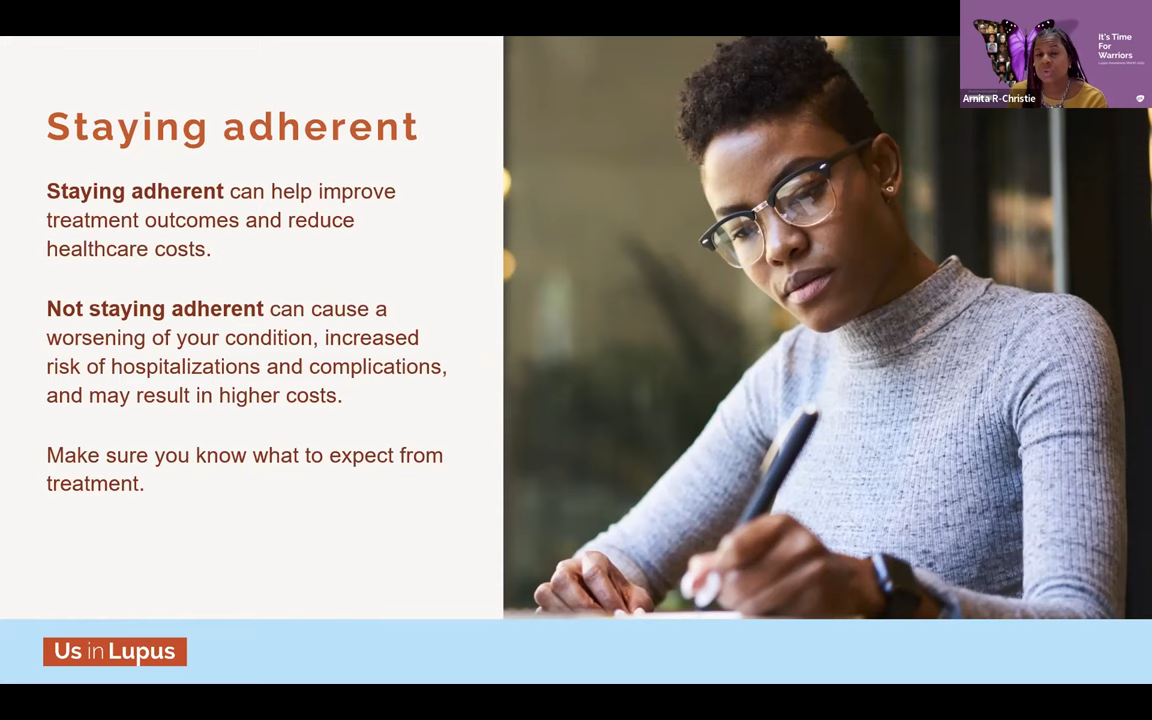 Staying adherent
Staying adherent can help improve
treatment outcomes and reduce
healthcare costs.
Not staying adherent can cause a
worsening of your condition, increased
risk of hospitalizations and complications,
and may result in higher costs.
Make sure you know what to expect from
treatment.
Us in Lupus
It's Time
For
Warriors
Arnita R-Christie